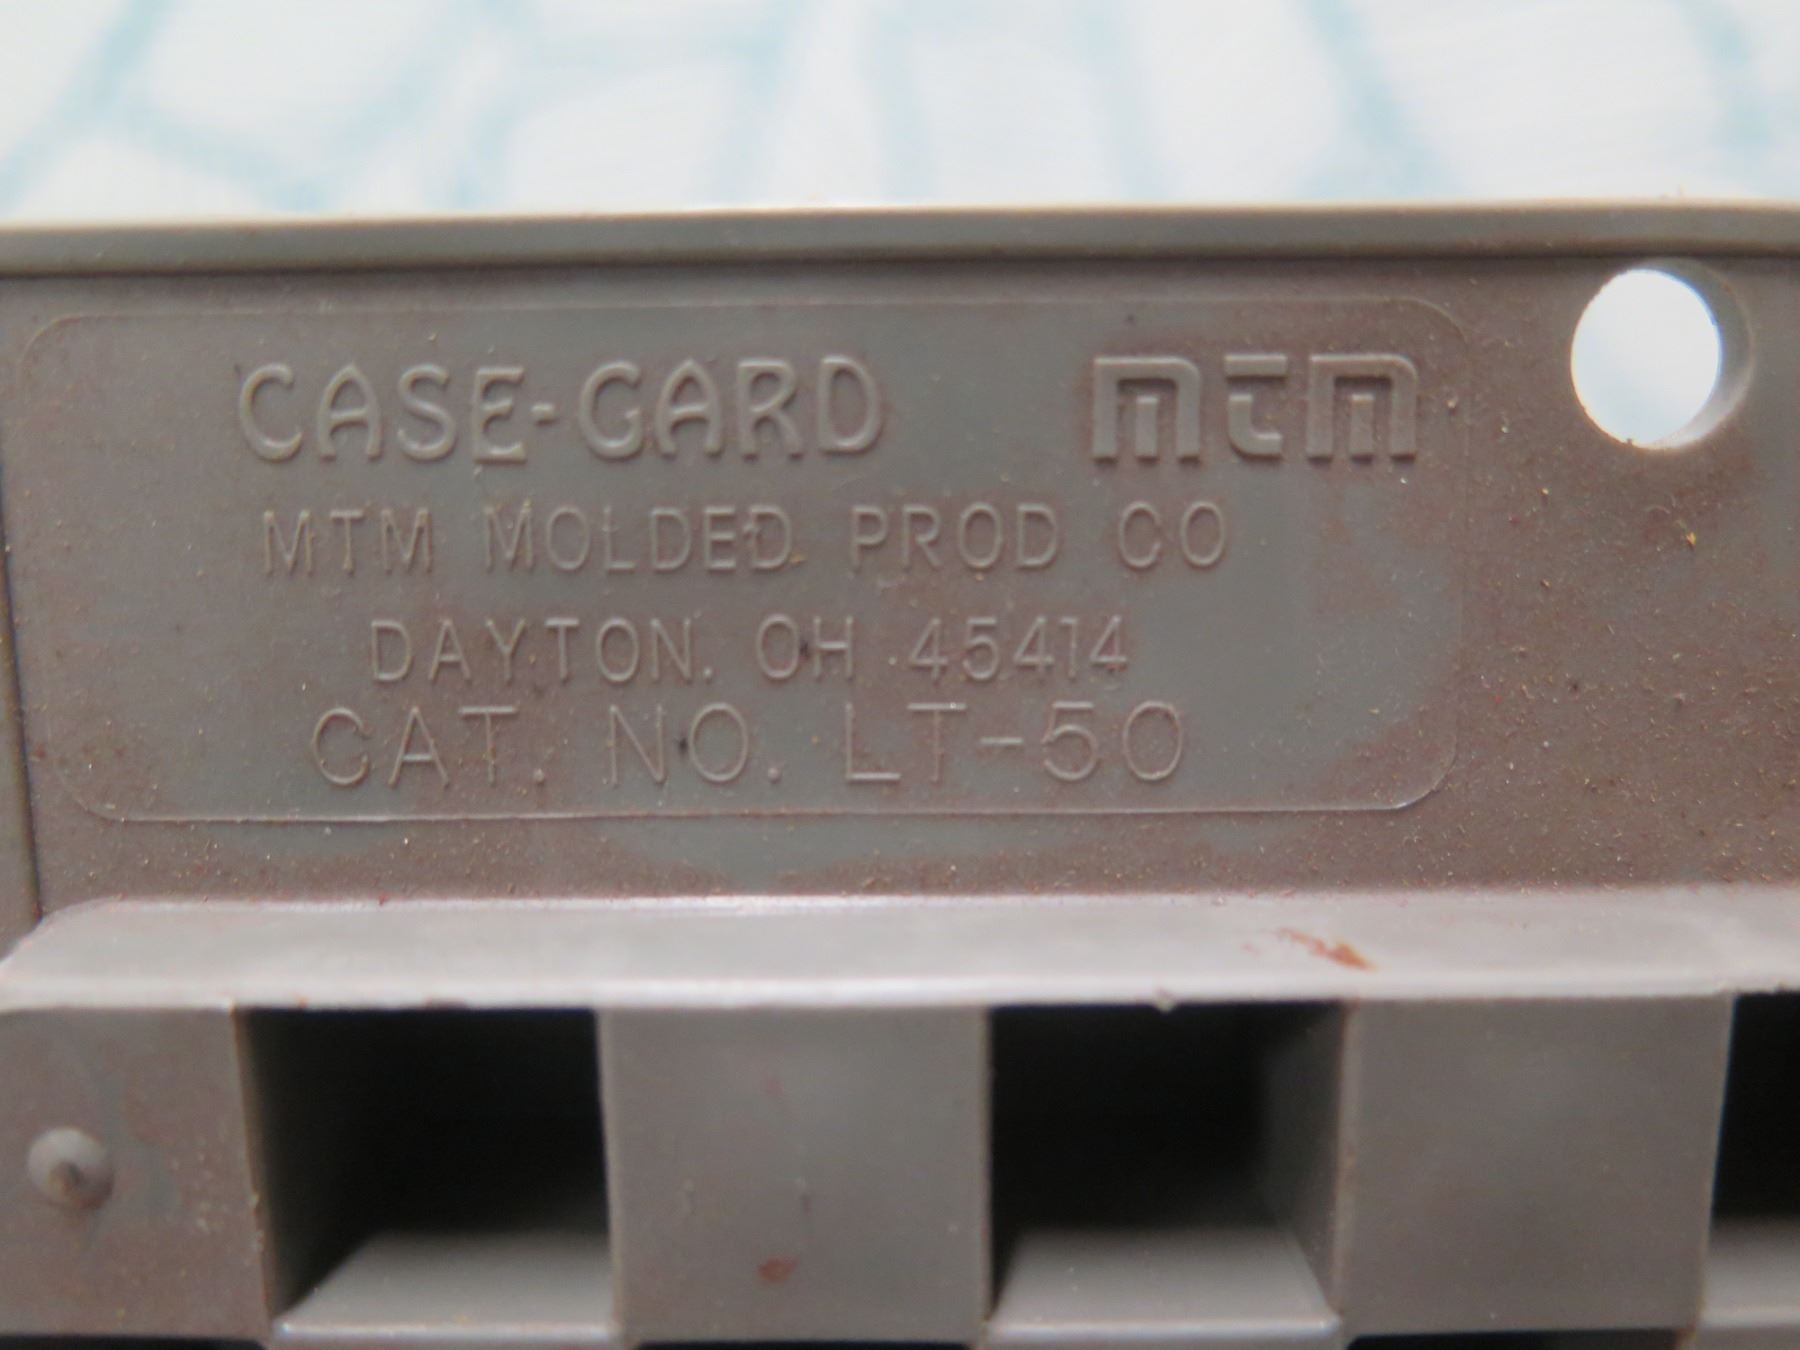 CASE-GARD MTM
MTM MOLDED PROD CO
DAYTON. OH 45414
CAT. NO. LT-50